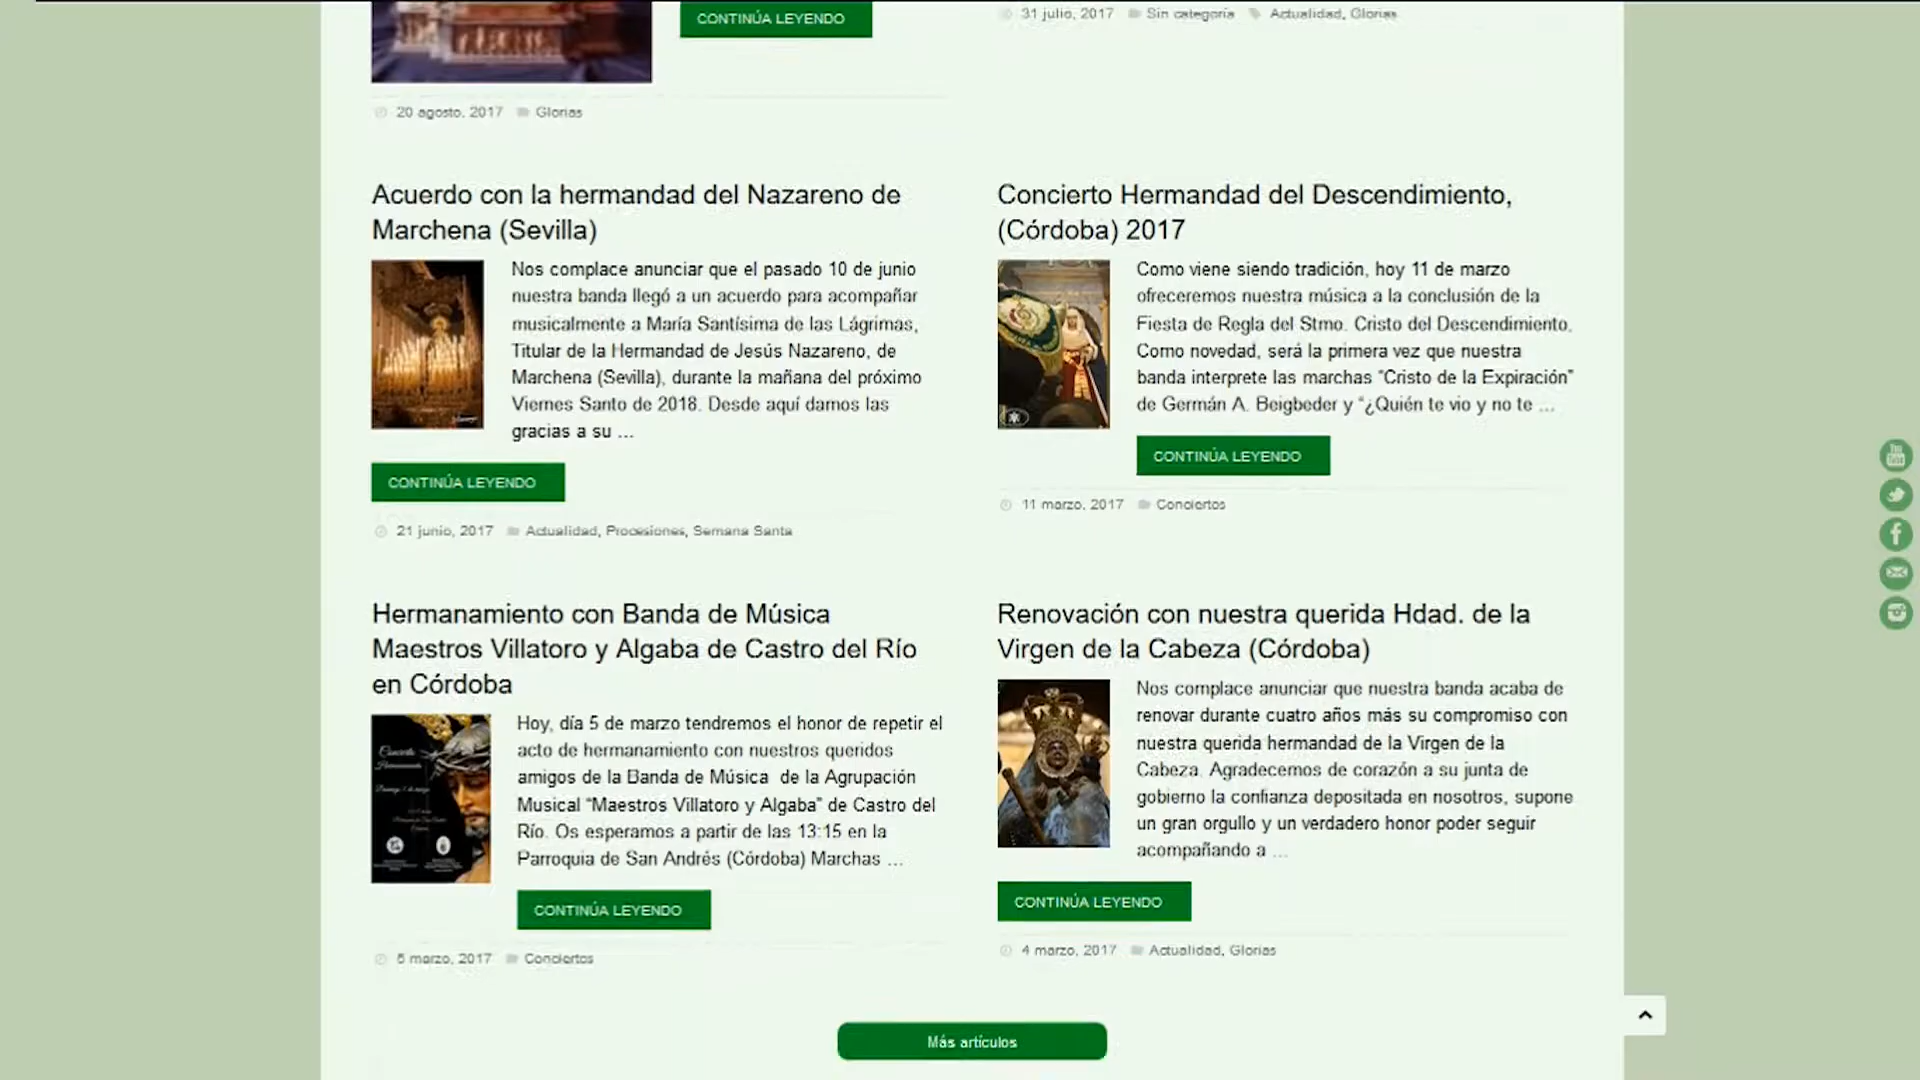 CONTINÚA LEYENDO
20 agosto, 2017 Glorias
31 julio, 2017 Sin categoría Actualidad, Glorias
Acuerdo con la hermandad del Nazareno de
Marchena (Sevilla)
Nos complace anunciar que el pasado 10 de junio
nuestra banda llegó a un acuerdo para acompañar
musicalmente a María Santísima de las Lágrimas,
Titular de la Hermandad de Jesús Nazareno, de
Marchena (Sevilla), durante la mañana del próximo
Viernes Santo de 2018. Desde aquí damos las
gracias a su ...
CONTINÚA LEYENDO
21 junio, 2017 Actualidad, Procesiones, Semana Santa
Concierto Hermandad del Descendimiento,
(Córdoba) 2017
Como viene siendo tradición, hoy 11 de marzo
ofreceremos nuestra música a la conclusión de la
Fiesta de Regla del Stmo. Cristo del Descendimiento.
Como novedad, será la primera vez que nuestra
banda interprete las marchas “Cristo de la Expiración”
de Germán A. Beigbeder y “¿Quién te vio y no te ...
CONTINÚA LEYENDO
11 marzo, 2017 Conciertos
Hermanamiento con Banda de Música
Maestros Villatoro y Algaba de Castro del Río
en Córdoba
Hoy, día 5 de marzo tendremos el honor de repetir el
acto de hermanamiento con nuestros queridos
amigos de la Banda de Música de la Agrupación
Musical “Maestros Villatoro y Algaba” de Castro del
Río. Os esperamos a partir de las 13:15 en la
Parroquia de San Andrés (Córdoba) Marchas ...
CONTINÚA LEYENDO
5 marzo, 2017 Conciertos
Renovación con nuestra querida Hdad. de la
Virgen de la Cabeza (Córdoba)
Nos complace anunciar que nuestra banda acaba de
renovar durante cuatro años más su compromiso con
nuestra querida hermandad de la Virgen de la
Cabeza. Agradecemos de corazón a su junta de
gobierno la confianza depositada en nosotros, supone
un gran orgullo y un verdadero honor poder seguir
acompañando a ...
CONTINÚA LEYENDO
4 marzo, 2017 Actualidad, Glorias
Más artículos